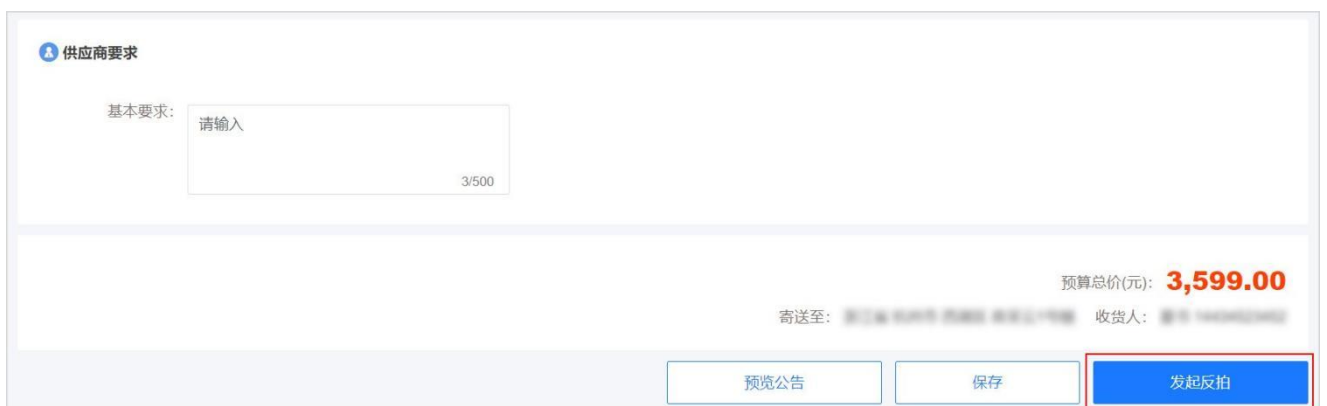 供应商要求
基本要求:
请输入
3/500
预算总价(元): 3,599.00
寄送至: 收货人:
预览公告 保存 发起反拍